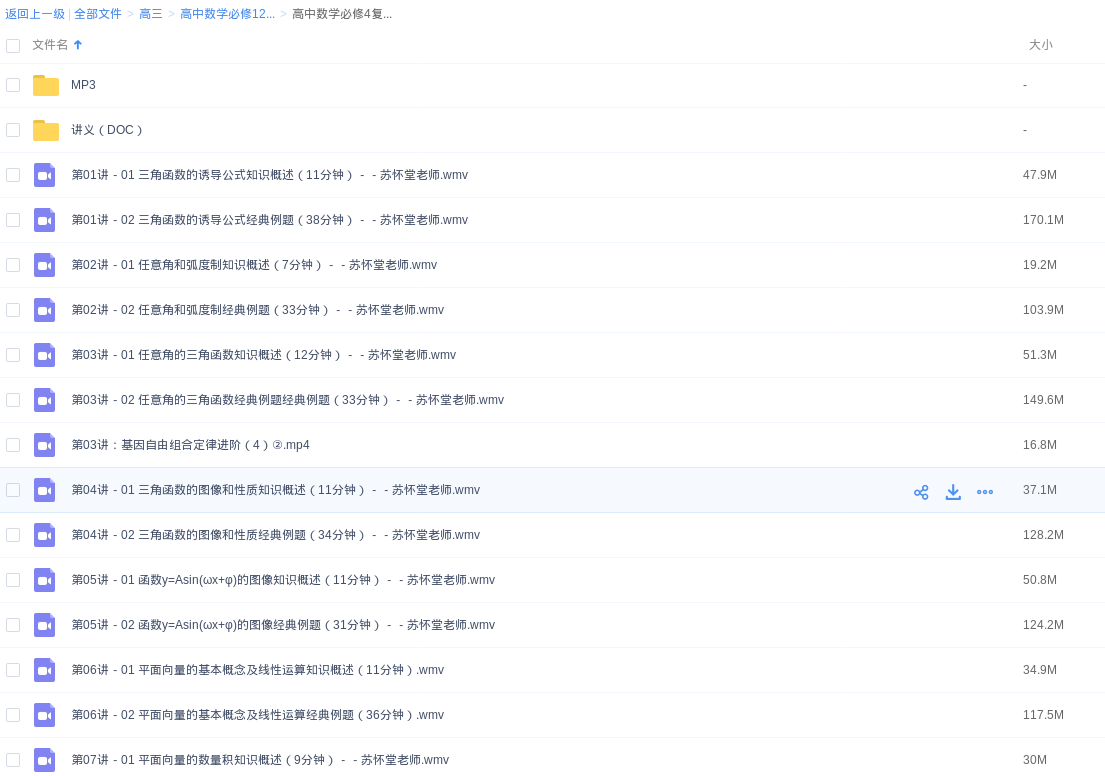 返回上一级 | 全部文件 > 高三 > 高中数学必修12... > 高中数学必修4复...
文件名 大小
MP3 -
讲义（DOC） -
第01讲 - 01 三角函数的诱导公式知识概述（11分钟） - - 苏怀堂老师.wmv 47.9M
第01讲 - 02 三角函数的诱导公式经典例题（38分钟） - - 苏怀堂老师.wmv 170.1M
第02讲 - 01 任意角和弧度制知识概述（7分钟） - - 苏怀堂老师.wmv 19.2M
第02讲 - 02 任意角和弧度制经典例题（33分钟） - - 苏怀堂老师.wmv 103.9M
第03讲 - 01 任意角的三角函数知识概述（12分钟） - - 苏怀堂老师.wmv 51.3M
第03讲 - 02 任意角的三角函数经典例题经典例题（33分钟） - - 苏怀堂老师.wmv 149.6M
第03讲：基因自由组合定律进阶（4）②.mp4 16.8M
第04讲 - 01 三角函数的图像和性质知识概述（11分钟） - - 苏怀堂老师.wmv 37.1M
第04讲 - 02 三角函数的图像和性质经典例题（34分钟） - - 苏怀堂老师.wmv 128.2M
第05讲 - 01 函数y=Asin(ωx+φ)的图像知识概述（11分钟） - - 苏怀堂老师.wmv 50.8M
第05讲 - 02 函数y=Asin(ωx+φ)的图像经典例题（31分钟） - - 苏怀堂老师.wmv 124.2M
第06讲 - 01 平面向量的基本概念及线性运算知识概述（11分钟）.wmv 34.9M
第06讲 - 02 平面向量的基本概念及线性运算经典例题（36分钟）.wmv 117.5M
第07讲 - 01 平面向量的数量积知识概述（9分钟） - - 苏怀堂老师.wmv 30M